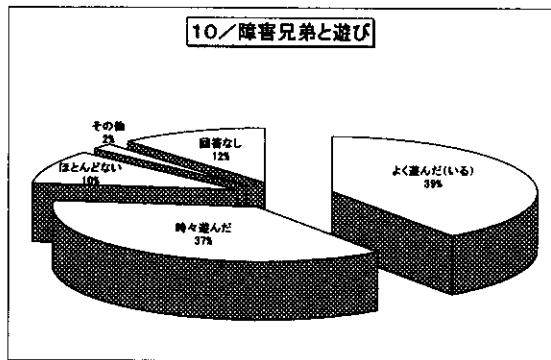 10／障害兄弟と遊び
その他
2%
回答なし
12%
ほとんどない
10%
よく遊んだ(いる)
39%
時々遊んだ
37%